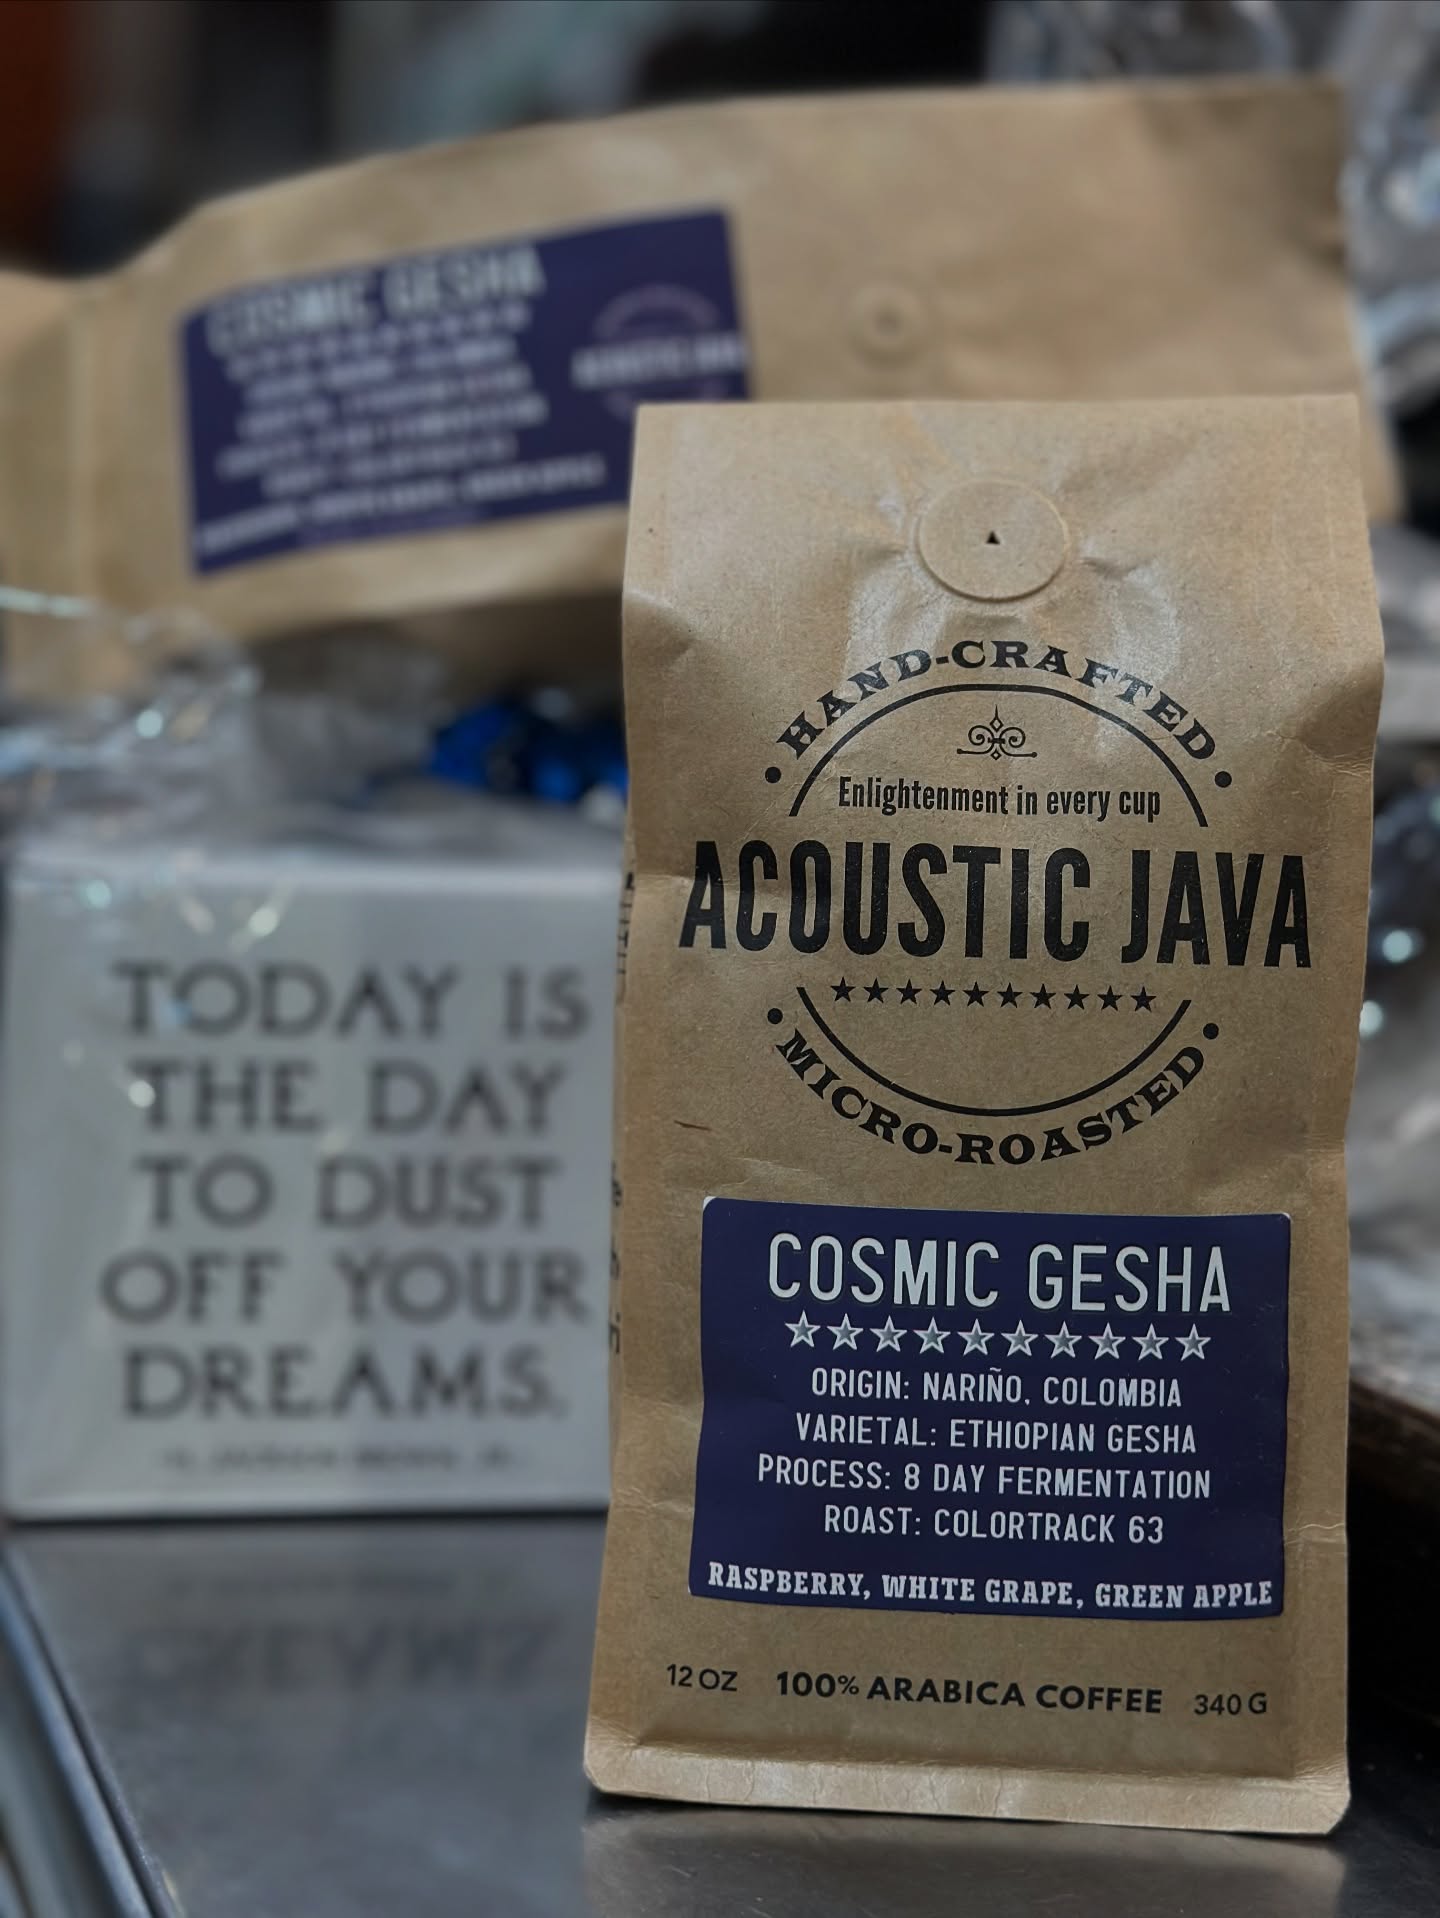 COSMIC GESHA
ACOUSTIC JAVA
HAND-CRAFTED
Enlightenment in every cup
ACOUSTIC JAVA
MICRO-ROASTED
COSMIC GESHA
ORIGIN: NARIÑO, COLOMBIA
VARIETAL: ETHIOPIAN GESHA
PROCESS: 8 DAY FERMENTATION
ROAST: COLORTRACK 63
RASPBERRY, WHITE GRAPE, GREEN APPLE
12 OZ 100% ARABICA COFFEE 340 G
TODAY IS
THE DAY
TO DUST
OFF YOUR
DREAMS.